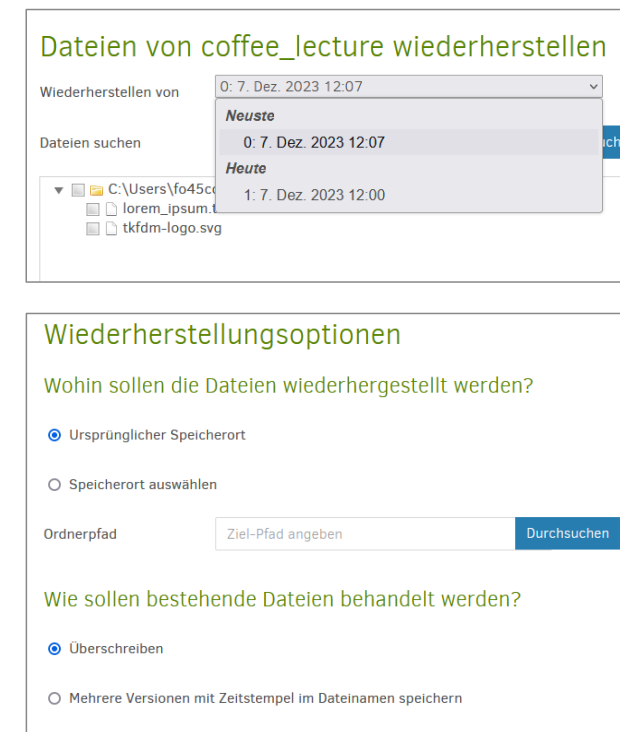 Dateien von coffee_lecture wiederherstellen
Wiederherstellen von 0: 7. Dez. 2023 12:07
Neuste
0: 7. Dez. 2023 12:07
Heute
1: 7. Dez. 2023 12:00
Dateien suchen
C:\Users\fo45c
lorem_ipsum.t
tkfdm-logo.svg
Wiederherstellungsoptionen
Wohin sollen die Dateien wiederhergestellt werden?
Ursprünglicher Speicherort
Speicherort auswählen
Ordnerpfad Ziel-Pfad angeben Durchsuchen
Wie sollen bestehende Dateien behandelt werden?
Überschreiben
Mehrere Versionen mit Zeitstempel im Dateinamen speichern